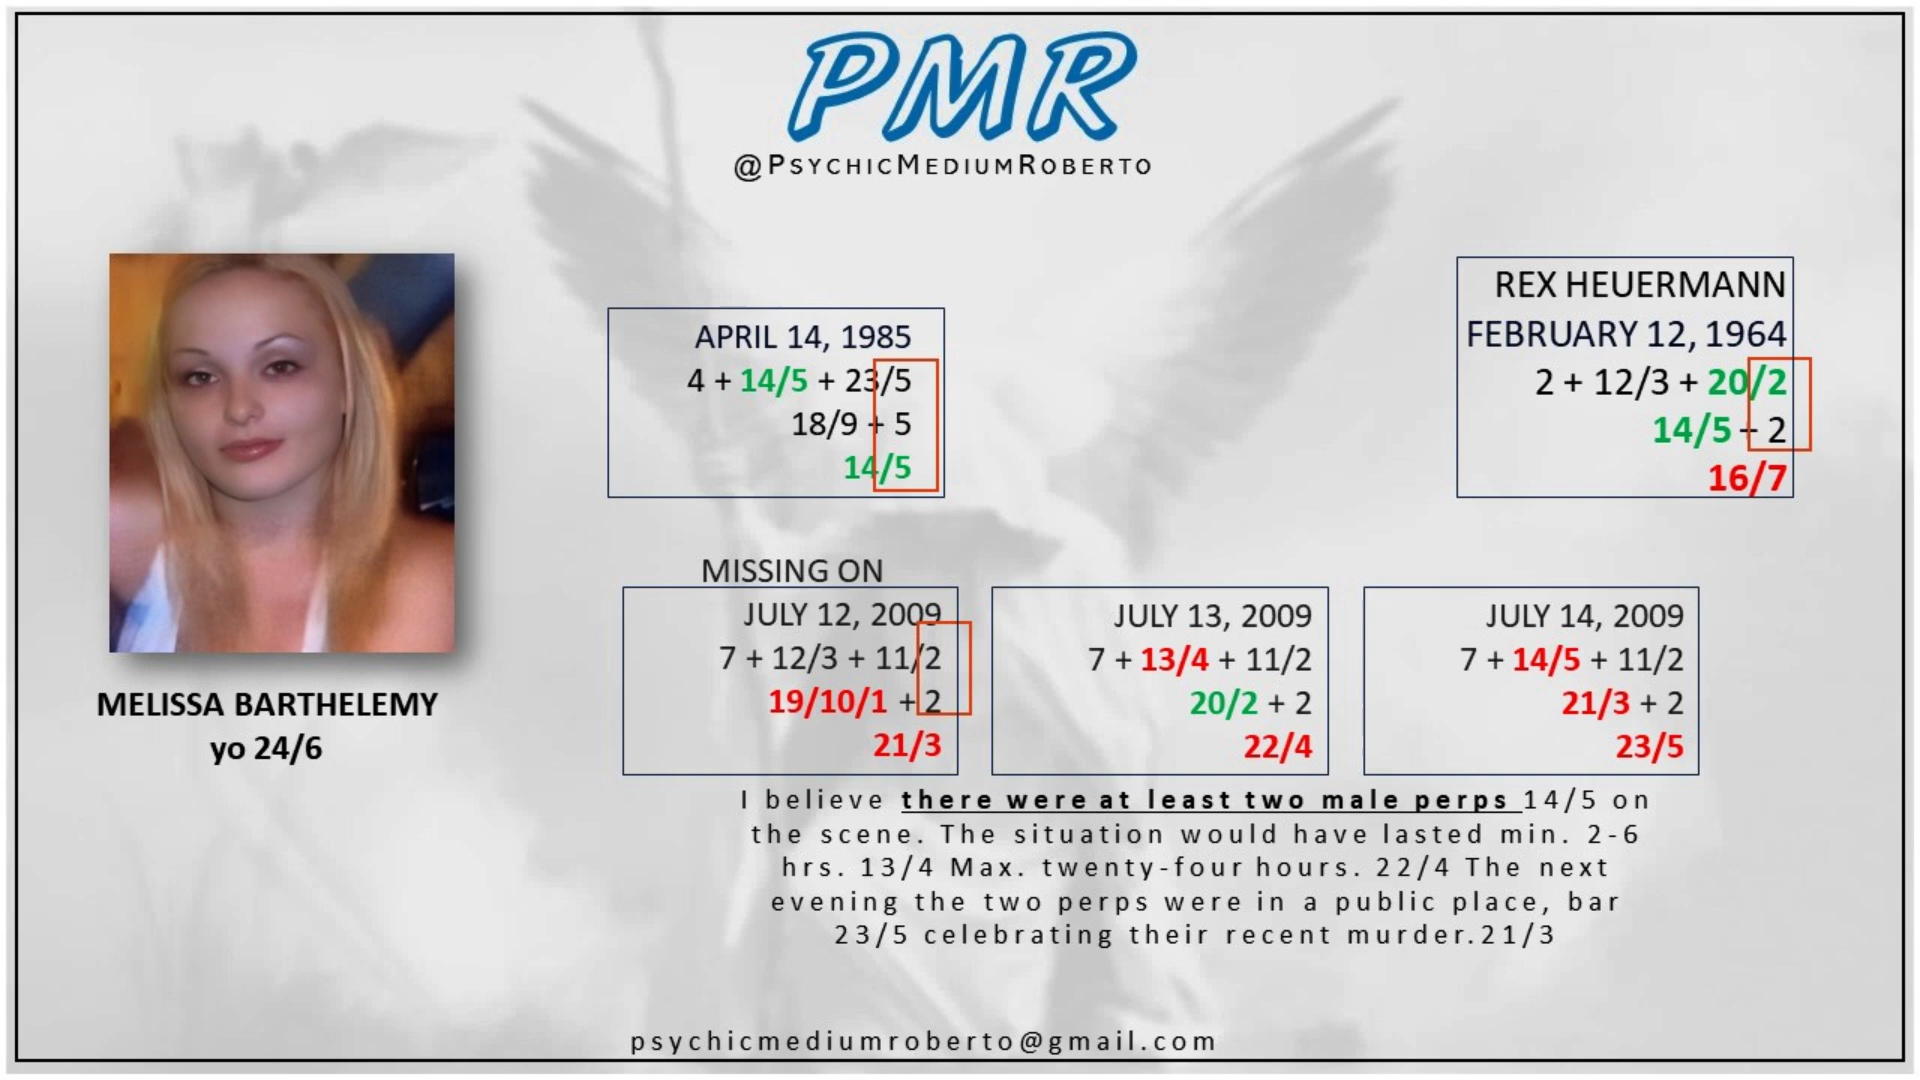 PMR
@PSYCHICMEDIUMROBERTO
MELISSA BARTHELEMY
yo 24/6
APRIL 14, 1985
4 + 14/5 + 23/5
18/9 + 5
14/5
REX HEUERMANN
FEBRUARY 12, 1964
2 + 12/3 + 20/2
14/5 + 2
16/7
MISSING ON
JULY 12, 2009
7 + 12/3 + 11/2
19/10/1 + 2
21/3
JULY 13, 2009
7 + 13/4 + 11/2
20/2 + 2
22/4
JULY 14, 2009
7 + 14/5 + 11/2
21/3 + 2
23/5
I believe there were at least two male perps 14/5 on
the scene. The situation would have lasted min. 2-6
hrs. 13/4 Max. twenty-four hours. 22/4 The next
evening the two perps were in a public place, bar
23/5 celebrating their recent murder.21/3
psychicmediumroberto@gmail.com